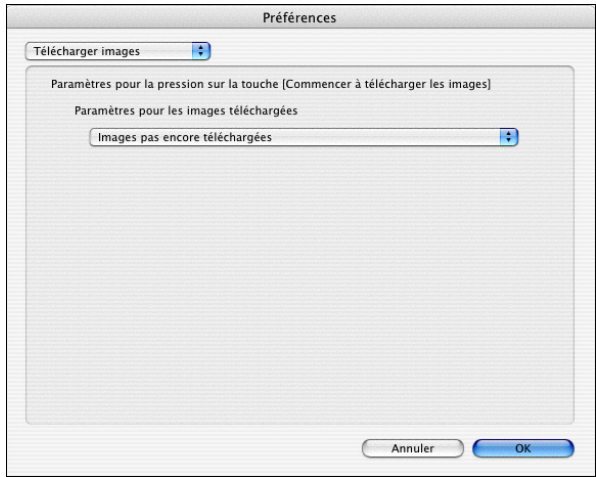 Préférences
Télécharger images
Paramètres pour la pression sur la touche [Commencer à télécharger les images]
Paramètres pour les images téléchargées
Images pas encore téléchargées
Annuler
OK